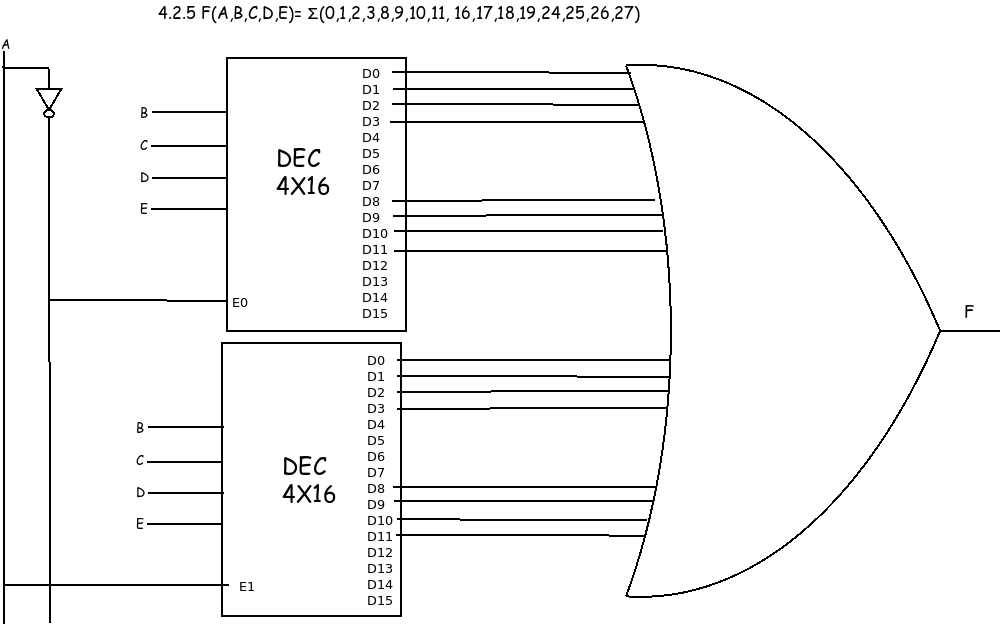 4.2.5 F(A,B,C,D,E)= Σ(0,1,2,3,8,9,10,11, 16,17,18,19,24,25,26,27)
A
B
C
D
E
DEC
4X16
E0
D0
D1
D2
D3
D4
D5
D6
D7
D8
D9
D10
D11
D12
D13
D14
D15
F
B
C
D
E
DEC
4X16
E1
D0
D1
D2
D3
D4
D5
D6
D7
D8
D9
D10
D11
D12
D13
D14
D15